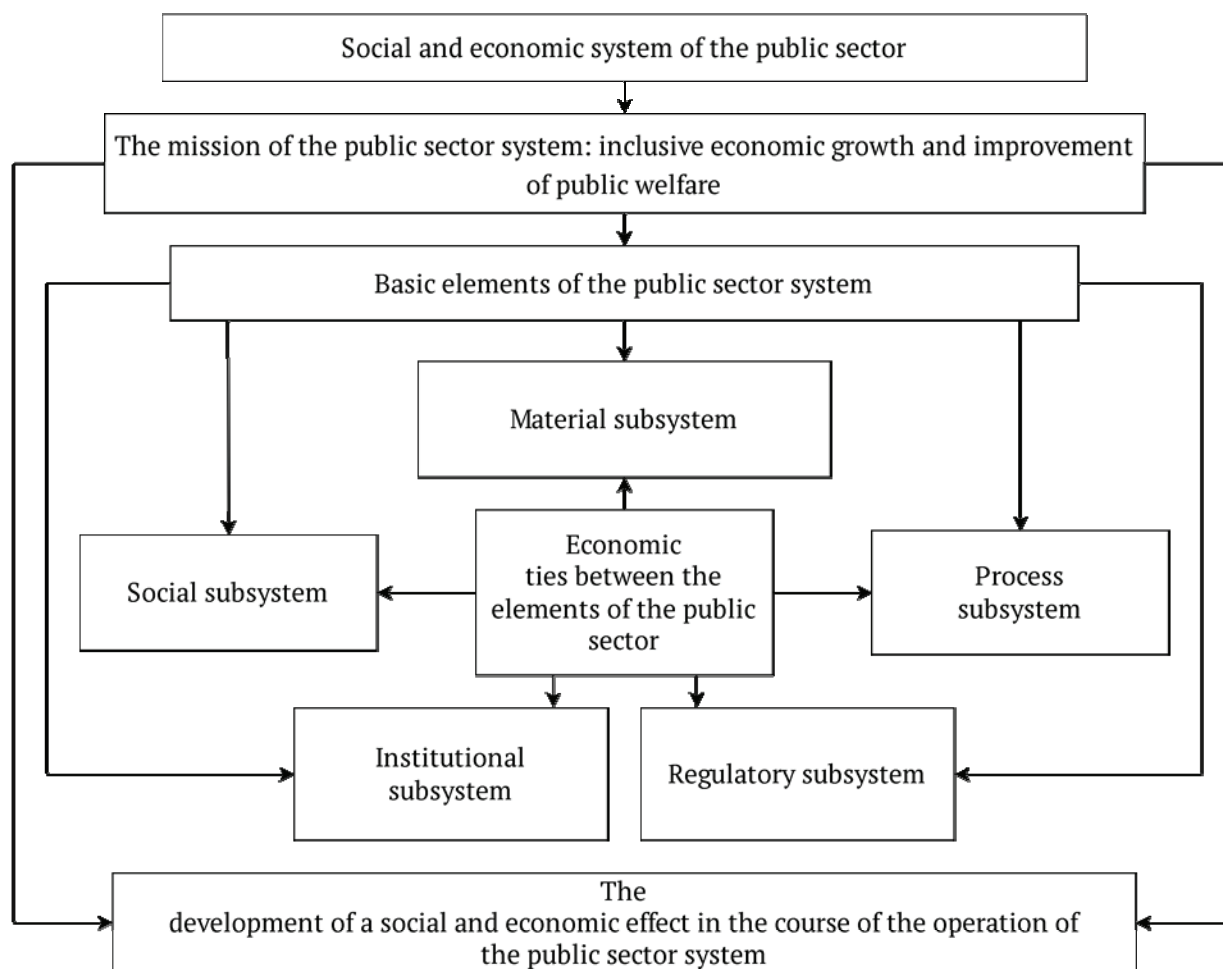 Social and economic system of the public sector
The mission of the public sector system: inclusive economic growth and improvement
of public welfare
Basic elements of the public sector system
Material subsystem
Social subsystem
Economic
ties between the
elements of the public
sector
Process
subsystem
Institutional
subsystem
Regulatory subsystem
The
development of a social and economic effect in the course of the operation of
the public sector system